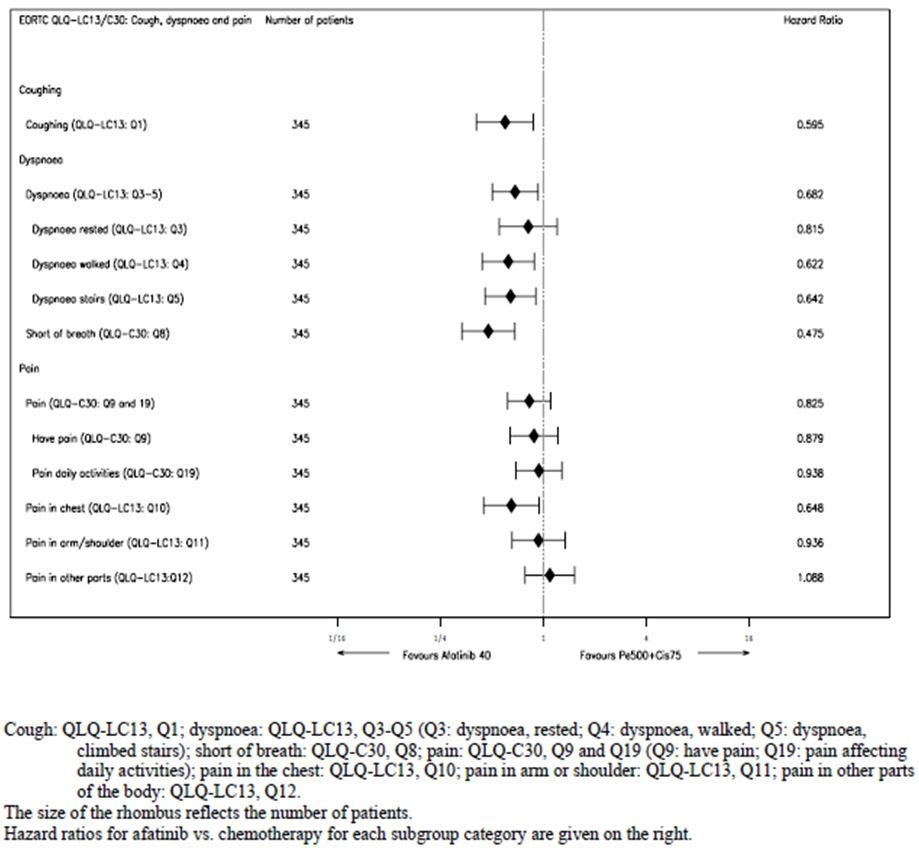 EORTC QLQ-LC13/C30: Cough, dyspnoea and pain Number of patients Hazard Ratio
Coughing
Coughing (QLQ-LC13: Q1) 345 0.595
Dyspnoea
Dyspnoea (QLQ-LC13: Q3-5) 345 0.682
Dyspnoea rested (QLQ-LC13: Q3) 345 0.815
Dyspnoea walked (QLQ-LC13: Q4) 345 0.622
Dyspnoea stairs (QLQ-LC13: Q5) 345 0.642
Short of breath (QLQ-C30: Q8) 345 0.475
Pain
Pain (QLQ-C30: Q9 and 19) 345 0.825
Have pain (QLQ-C30: Q9) 345 0.879
Pain daily activities (QLQ-C30: Q19) 345 0.938
Pain in chest (QLQ-LC13: Q10) 345 0.648
Pain in arm/shoulder (QLQ-LC13: Q11) 345 0.936
Pain in other parts (QLQ-LC13:Q12) 345 1.088
1/16 1/4 1 4 16
Favours Afatinib 40 Favours Pe500+Cis75
Cough: QLQ-LC13, Q1; dyspnoea: QLQ-LC13, Q3-Q5 (Q3: dyspnoea, rested; Q4: dyspnoea, walked; Q5: dyspnoea,
climbed stairs); short of breath: QLQ-C30, Q8; pain: QLQ-C30, Q9 and Q19 (Q9: have pain; Q19: pain affecting
daily activities); pain in the chest: QLQ-LC13, Q10; pain in arm or shoulder: QLQ-LC13, Q11; pain in other parts
of the body: QLQ-LC13, Q12.
The size of the rhombus reflects the number of patients.
Hazard ratios for afatinib vs. chemotherapy for each subgroup category are given on the right.